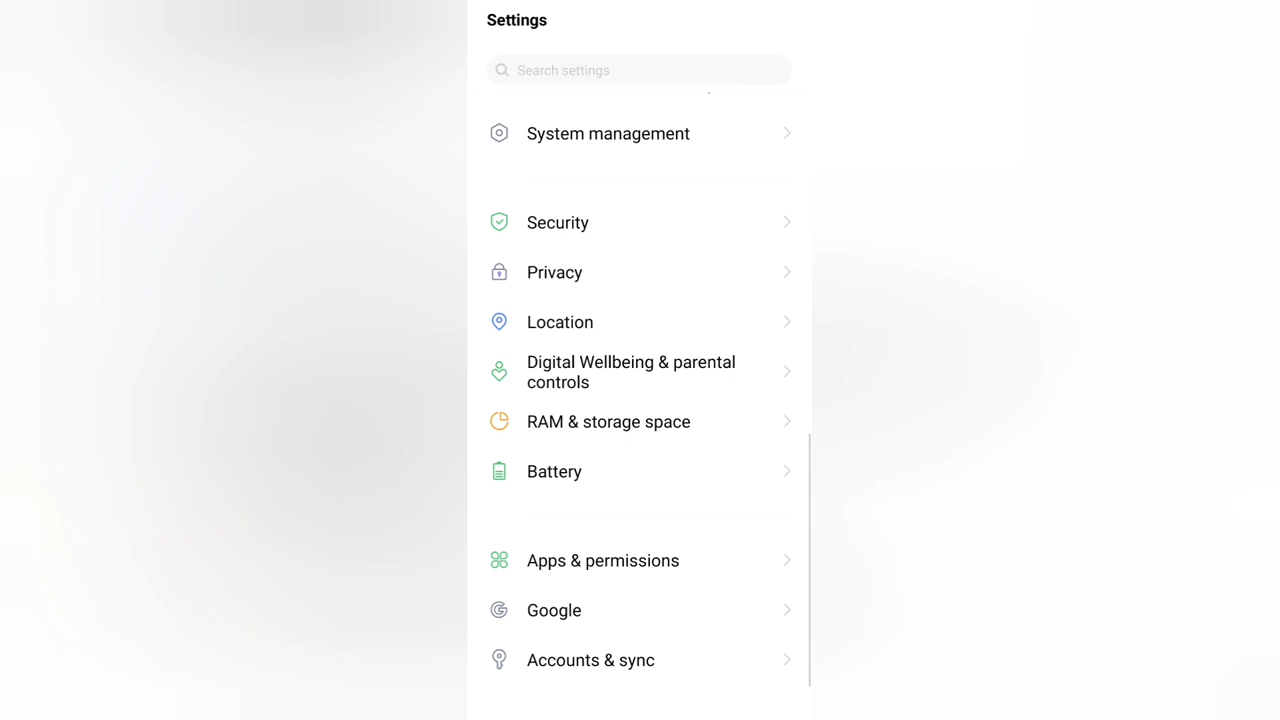 Settings
Search settings
System management
Security
Privacy
Location
Digital Wellbeing & parental
controls
RAM & storage space
Battery
Apps & permissions
Google
Accounts & sync